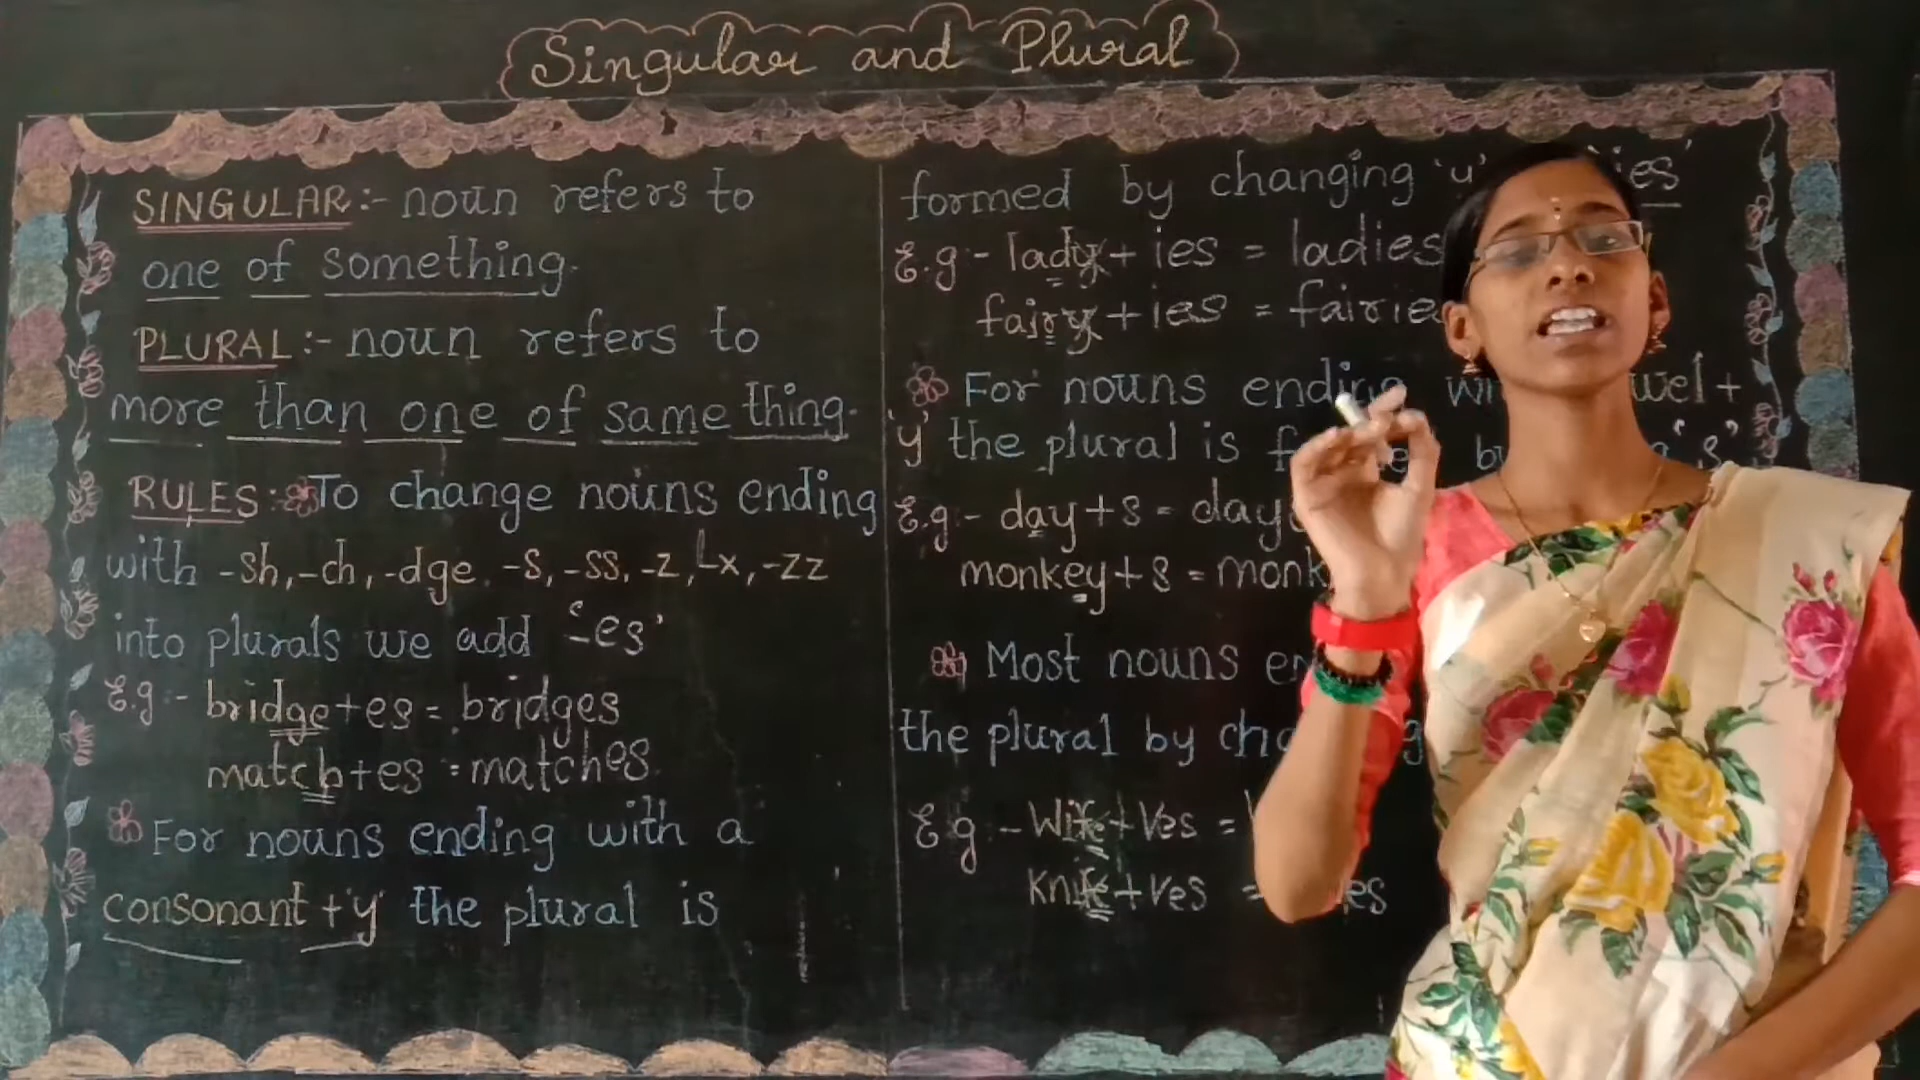 Singular and Plural
SINGULAR:- noun refers to
one of something.
PLURAL:- noun refers to
more than one of same thing.
RULES: To change nouns ending
with -sh, -ch, -dge, -s, -ss, -z, -x, -zz
into plurals we add '-es'
E.g:- bridge+es = bridges
match+es = matches
For nouns ending with a
consonant + y the plural is
formed by changing 'y' ies'
E.g:- lady + ies = ladies
fairy + ies =
For nouns ending +
'y' the plural is 's'
E.g:- day + s =
monkey + s =
Most nouns
the plural by
E.g - Wife + Ves =
Knife + ves =